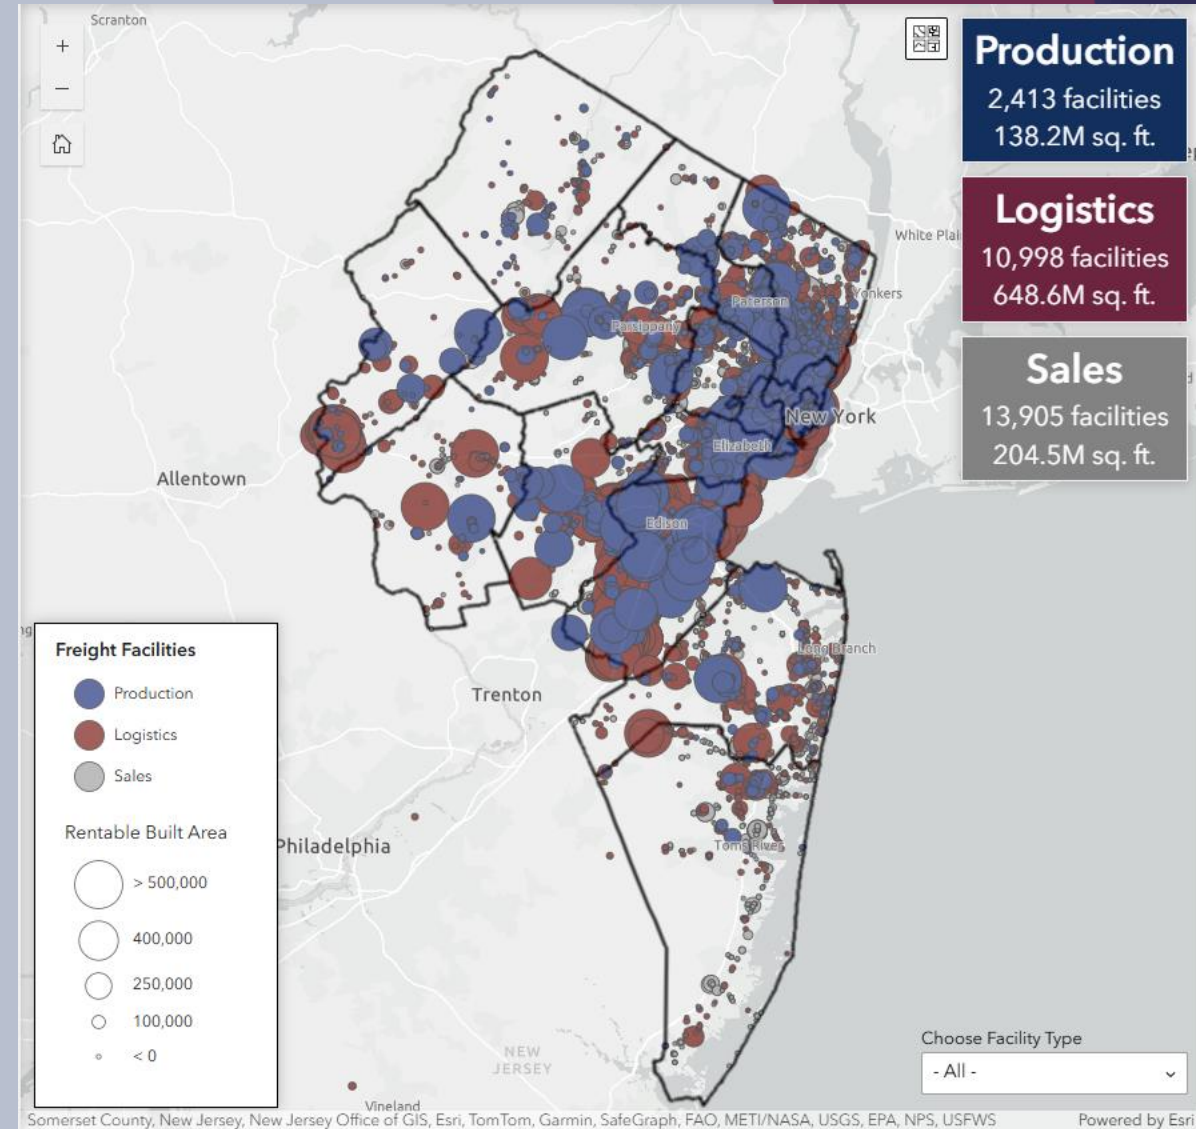 Scranton
+
−
Production
2,413 facilities
138.2M sq. ft.
Logistics
10,998 facilities
648.6M sq. ft.
Sales
13,905 facilities
204.5M sq. ft.
White Plai
Yonkers
Paterson
Parsippany
New York
Elizabeth
Allentown
Edison
Long Branch
Trenton
Philadelphia
Toms River
NEW
JERSEY
Vineland
Freight Facilities
Production
Logistics
Sales
Rentable Built Area
> 500,000
400,000
250,000
100,000
< 0
Choose Facility Type
- All -
Somerset County, New Jersey, New Jersey Office of GIS, Esri, TomTom, Garmin, SafeGraph, FAO, METI/NASA, USGS, EPA, NPS, USFWS
Powered by Esri